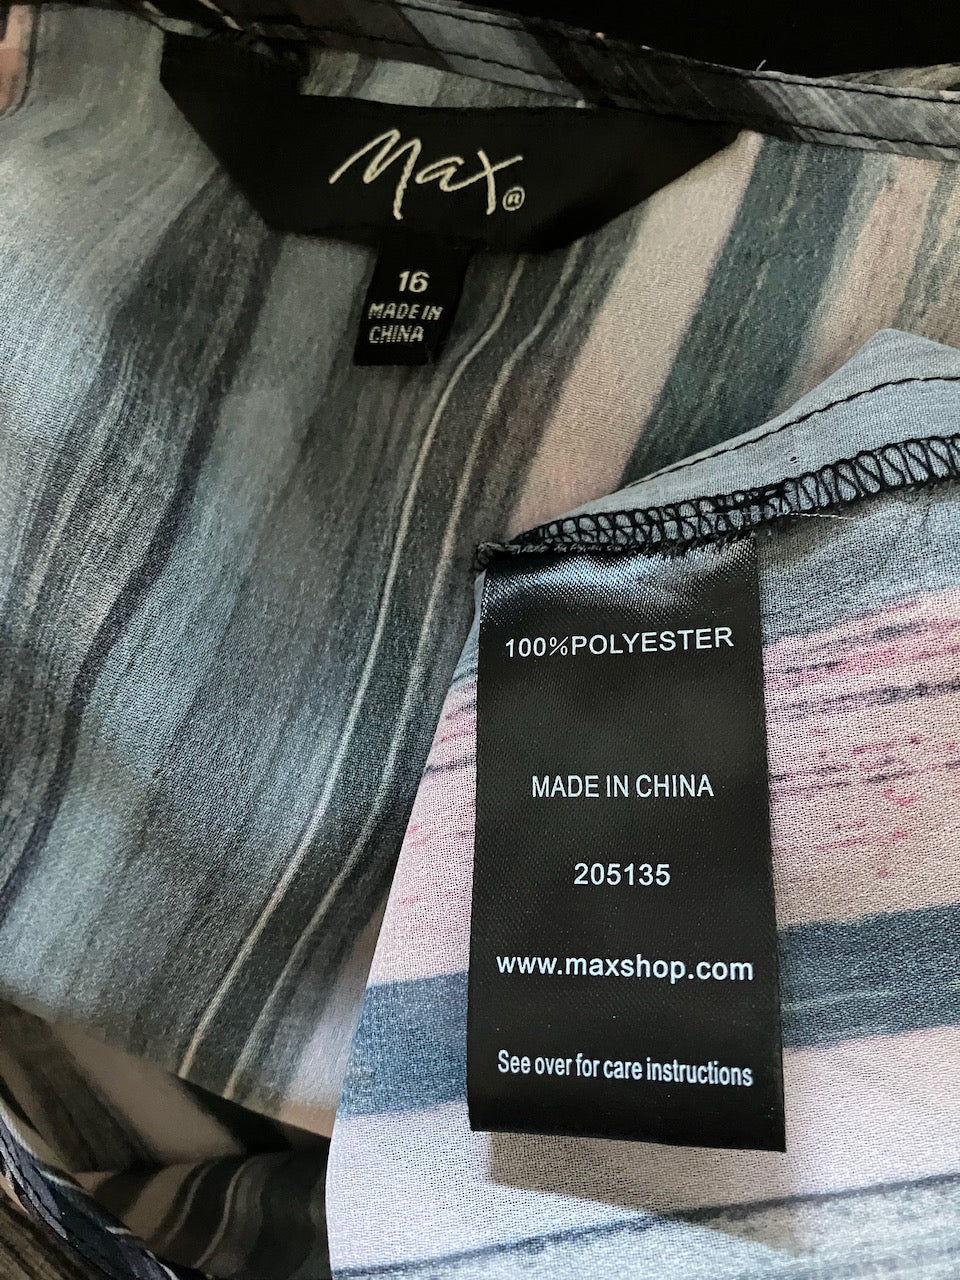 Max®
16
MADE IN
CHINA
100%POLYESTER
MADE IN CHINA
205135
www.maxshop.com
See over for care instructions